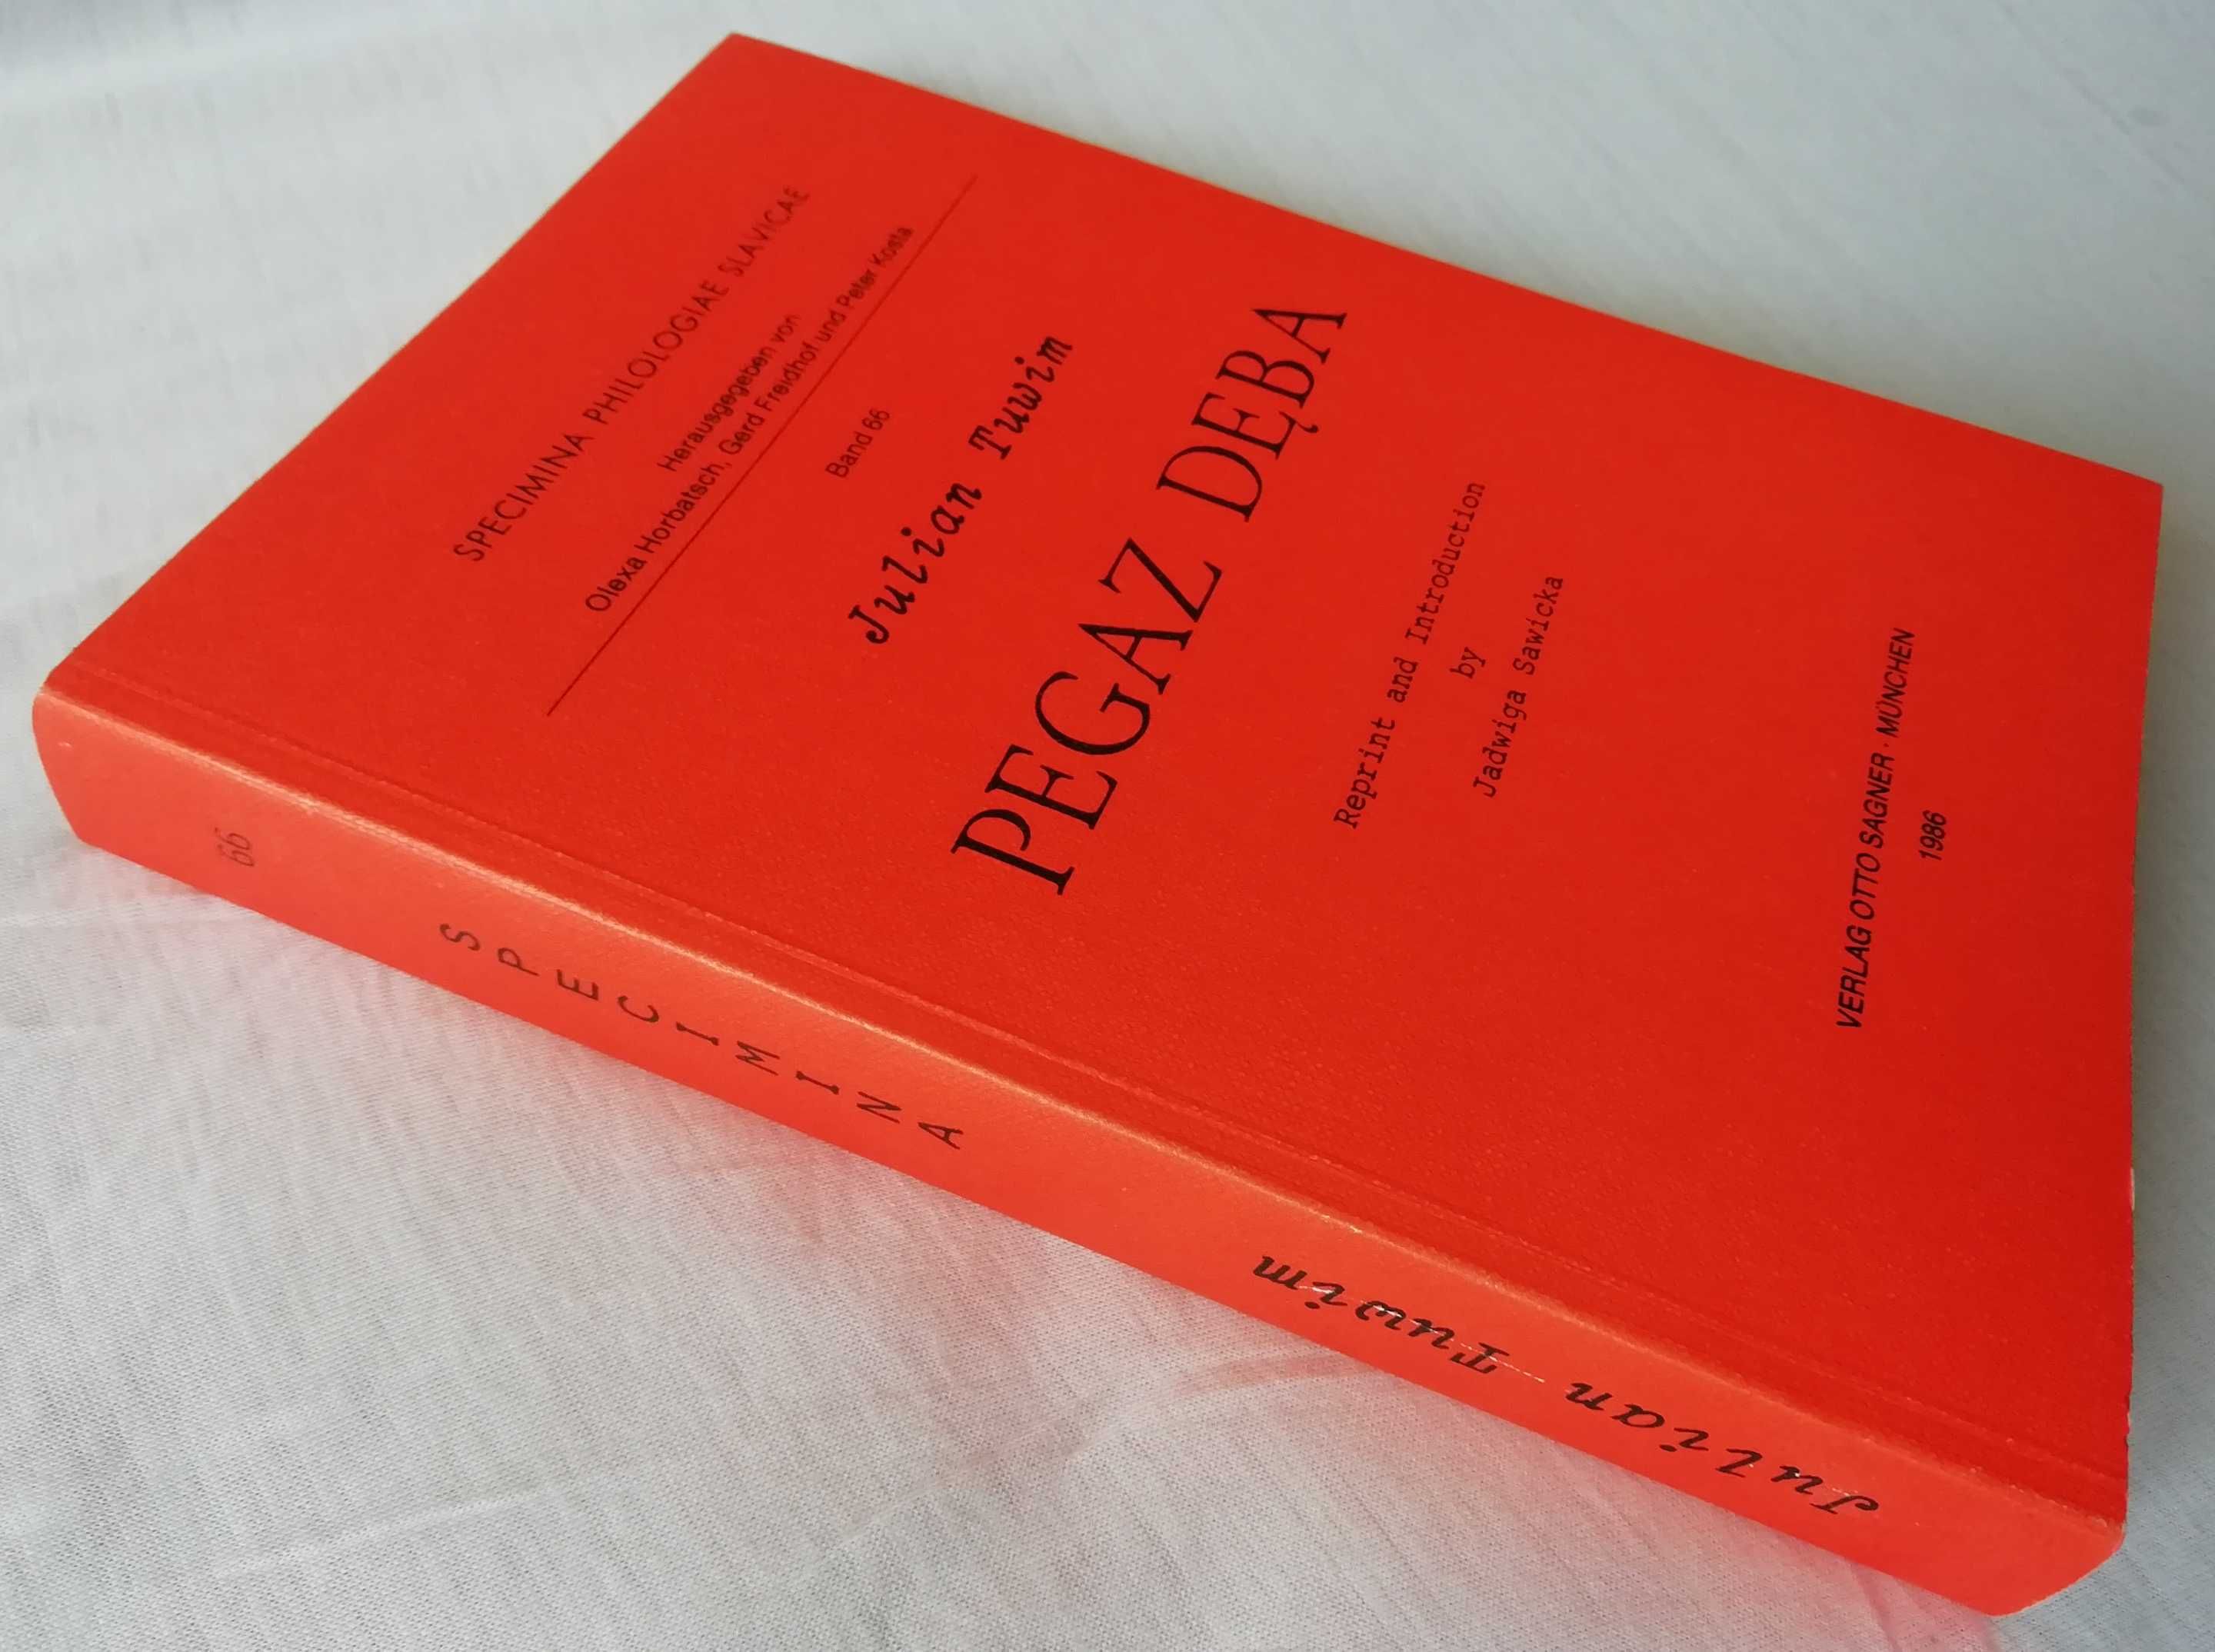 SPECIMINA PHILOLOGIAE SLAVICAE
Herausgegeben von
Olexa Horbatsch, Gerd Freidhof und Peter Kosta
Band 66
Julian Tuwim
PEGAZ DĘBA
Reprint and Introduction
by
Jadwiga Sawicka
VERLAG OTTO SAGNER · MÜNCHEN
1986
66
SPECIMINA
Julian Tuwim